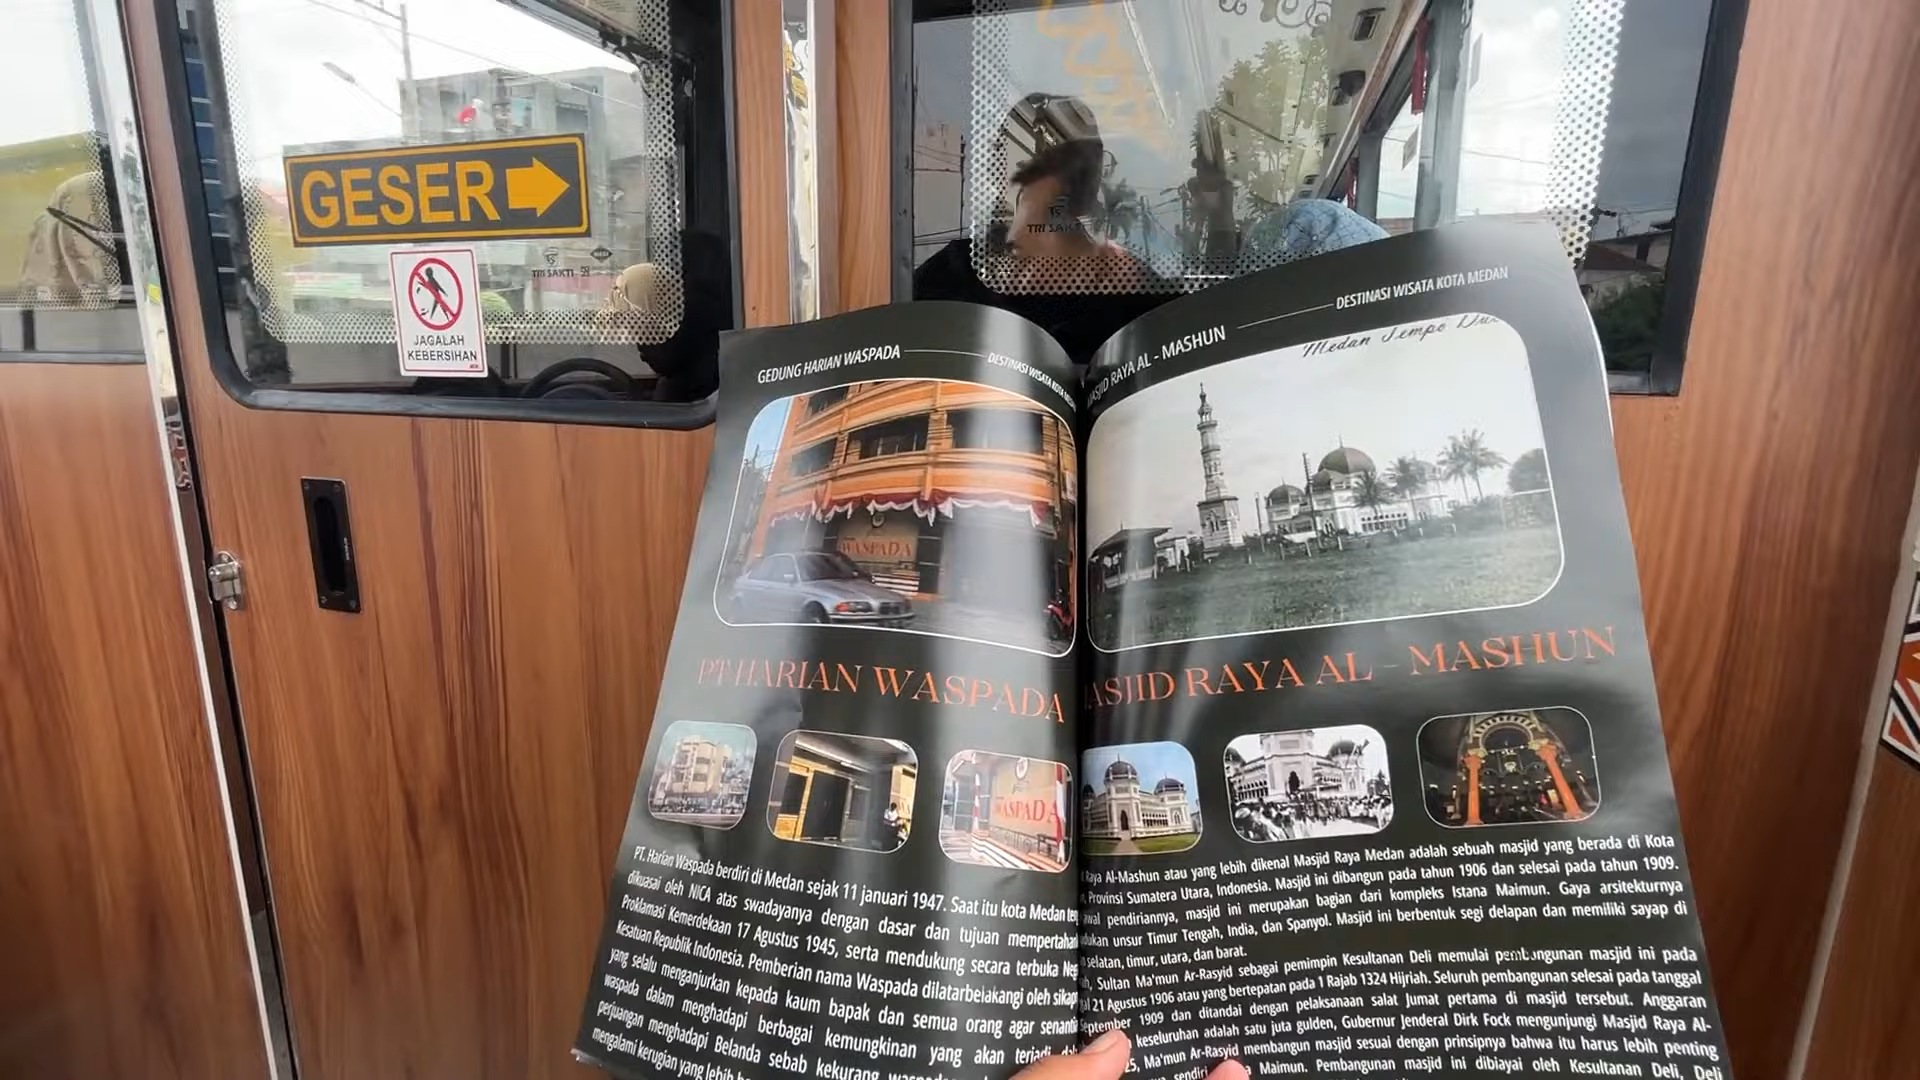 GESER
JAGALAH
KEBERSIHAN
TRI SAKTI
TRI SAKTI
GEDUNG HARIAN WASPADA
DESTINASI WISATA KOTA
WASPADA
PT HARIAN WASPADA
WASPADA
PT. Harian Waspada berdiri di Medan sejak 11 januari 1947. Saat itu kota Medan
dikuasai oleh NICA atas swadayanya dengan dasar dan tujuan
Proklamasi Kemerdekaan 17 Agustus 1945, serta mendukung secara terbuka
Kesatuan Republik Indonesia. Pemberian nama Waspada dilatarbelakangi oleh
yang selalu menganjurkan kepada kaum bapak dan semua orang agar
waspada dalam menghadapi berbagai kemungkinan yang akan terjadi
perjuangan menghadapi Belanda sebab
mengalami kerugian yang lebih
MASJID RAYA AL - MASHUN
DESTINASI WISATA KOTA MEDAN
Medan Tempo
RAYA AL - MASHUN
Raya Al-Mashun atau yang lebih dikenal Masjid Raya Medan adalah sebuah masjid yang berada di Kota
Provinsi Sumatera Utara, Indonesia. Masjid ini dibangun pada tahun 1906 dan selesai pada tahun 1909.
pendiriannya, masjid ini merupakan bagian dari kompleks Istana Maimun. Gaya arsitekturnya
unsur Timur Tengah, India, dan Spanyol. Masjid ini berbentuk segi delapan dan memiliki sayap di
selatan, timur, utara, dan barat.
Sultan Ma'mun Ar-Rasyid sebagai pemimpin Kesultanan Deli memulai pembangunan masjid ini pada
21 Agustus 1906 atau yang bertepatan pada 1 Rajab 1324 Hijriah. Seluruh pembangunan selesai pada tanggal
September 1909 dan ditandai dengan pelaksanaan salat Jumat pertama di masjid tersebut. Anggaran
keseluruhan adalah satu juta gulden, Gubernur Jenderal Dirk Fock mengunjungi Masjid Raya Al-
Ma'mun Ar-Rasyid membangun masjid sesuai dengan prinsipnya bahwa itu harus lebih penting
sendiri Maimun. Pembangunan masjid ini dibiayai oleh Kesultanan Deli, Deli